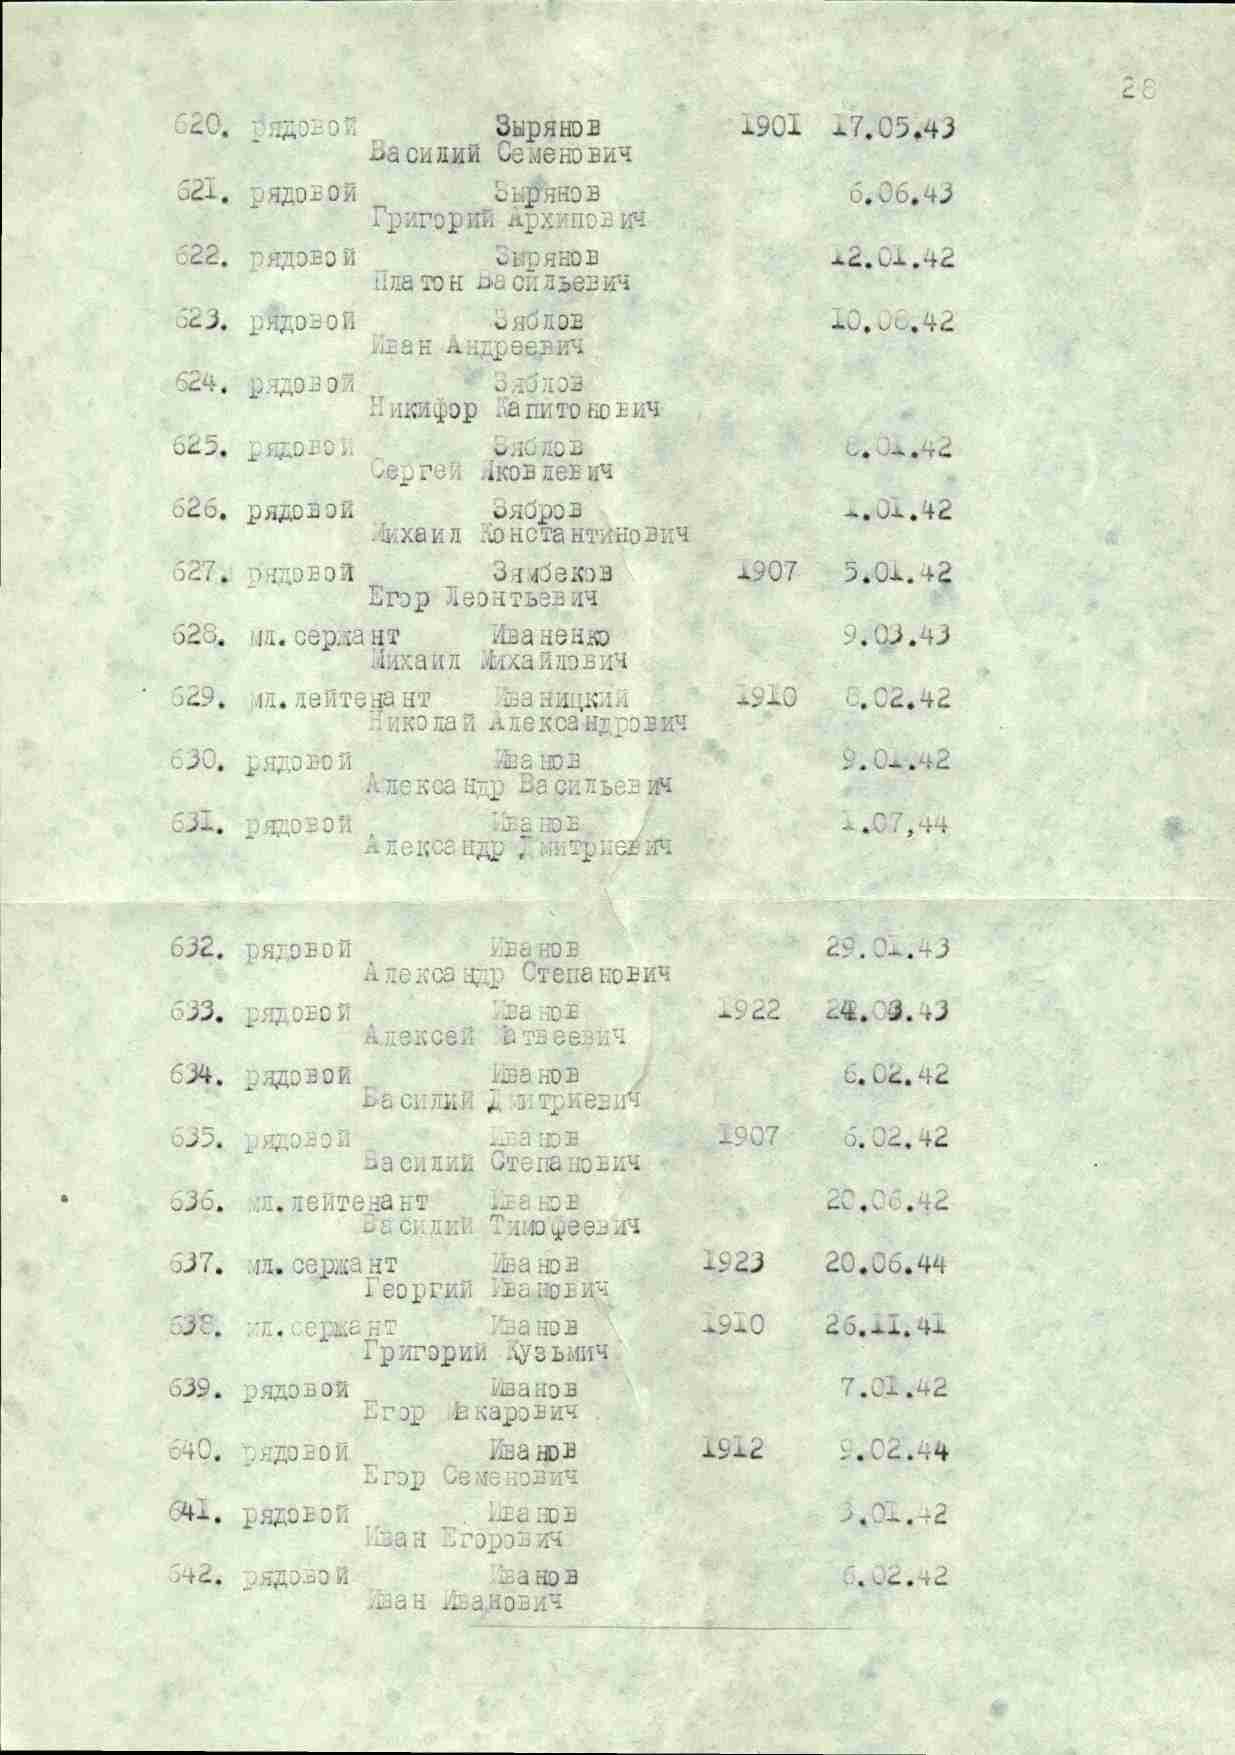 28
620. рядовой Зырянов 1901 17.05.43
Василий Семенович
621. рядовой Зырянов 6.06.43
Григорий Архипович
622. рядовой Зырянов 12.01.42
Платон Васильевич
623. рядовой Зяблов
Иван Андреевич
624. рядовой Зяблов
Никифор Капитонович
625. рядовой Зяблов
Сергей Яковлевич
626. рядовой Зябров 1.01.42
Михаил Константинович
627. рядовой Зямбеков 1907 5.01.42
Егор Леонтьевич
628. мл.сержант Иваненко 9.03.43
Михаил Михайлович
629. мл.лейтенант Иваницкий 1910 8.02.42
Николай Александрович
630. рядовой Иванов 9.01.42
Александр Васильевич
631. рядовой Иванов 1.07,44
Александр Дмитриевич
632. рядовой Иванов 29.01.43
Александр Степанович
633. рядовой Иванов 1922
Алексей Матвеевич
634. рядовой Иванов 6.02.42
Василий Дмитриевич
635. рядовой Иванов 1907 6.02.42
Василий Степанович
636. мл.лейтенант Иванов 20.06.42
Василий Тимофеевич
637. мл.сержант Иванов 1923 20.06.44
Георгий Иванович
638. мл.сержант Иванов 1910 26.11.41
Григорий Кузьмич
639. рядовой Иванов 7.01.42
Егор Макарович
640. рядовой Иванов 1912 9.02.44
Егор Семенович
641. рядовой Иванов 3.01.42
Иван Егорович
642. рядовой Иванов 6.02.42
Иван Иванович